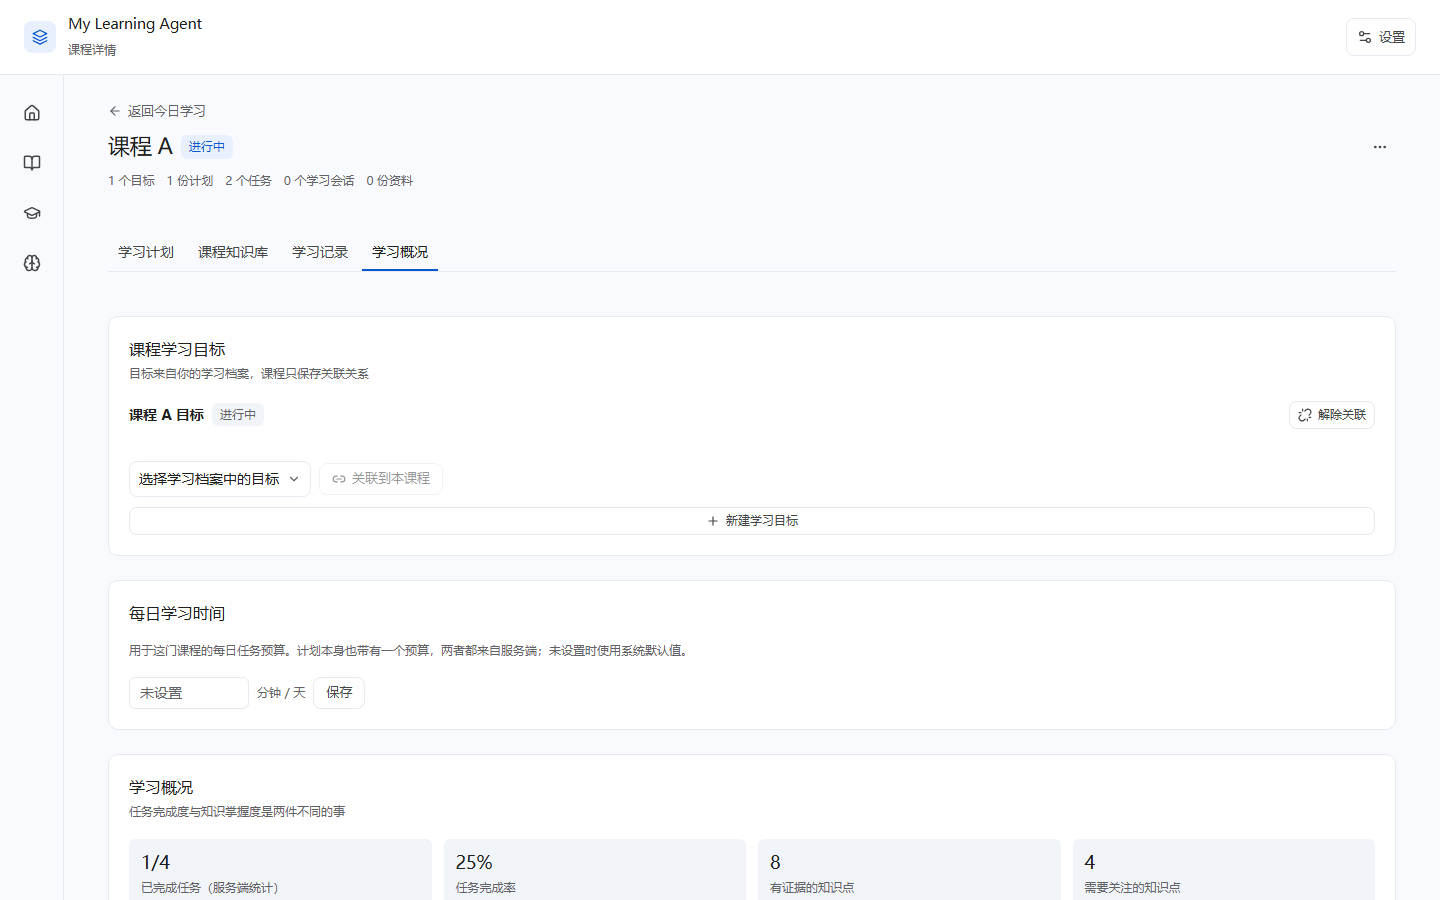 My Learning Agent
课程详情
设置
返回今日学习
课程 A 进行中
1 个目标 1 份计划 2 个任务 0 个学习会话 0 份资料
学习计划 课程知识库 学习记录 学习概况
课程学习目标
目标来自你的学习档案，课程只保存关联关系
课程 A 目标 进行中 解除关联
选择学习档案中的目标 关联到本课程
新建学习目标
每日学习时间
用于这门课程的每日任务预算。计划本身也带有一个预算，两者都来自服务端；未设置时使用系统默认值。
未设置 分钟 / 天 保存
学习概况
任务完成度与知识掌握度是两件不同的事
1/4 25% 8 4
已完成任务（服务端统计） 任务完成率 有证据的知识点 需要关注的知识点